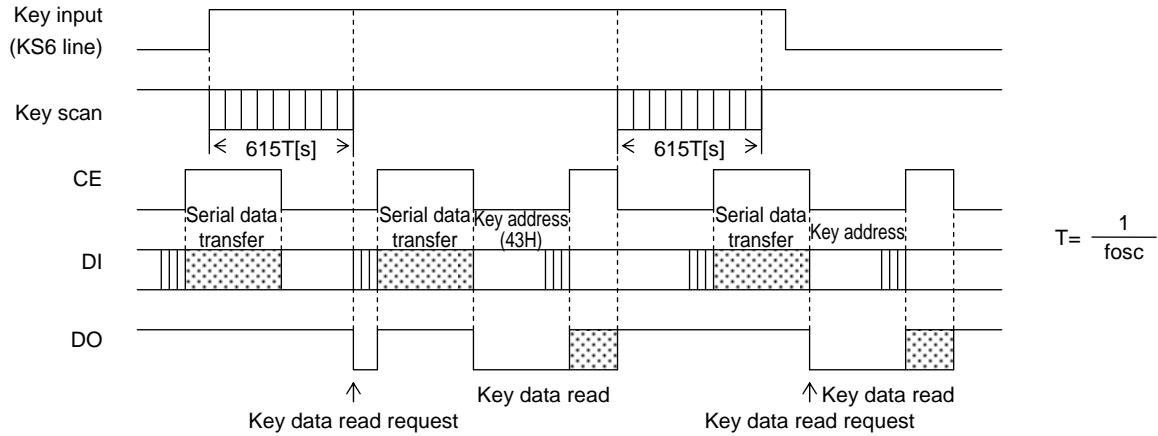 Key input
(KS6 line)
Key scan
615T[s]
615T[s]
CE
Serial data
transfer
Serial data
transfer
Key address
(43H)
Serial data
transfer
Key address
T= 1
fosc
DI
DO
Key data read
Key data read
Key data read request
Key data read request